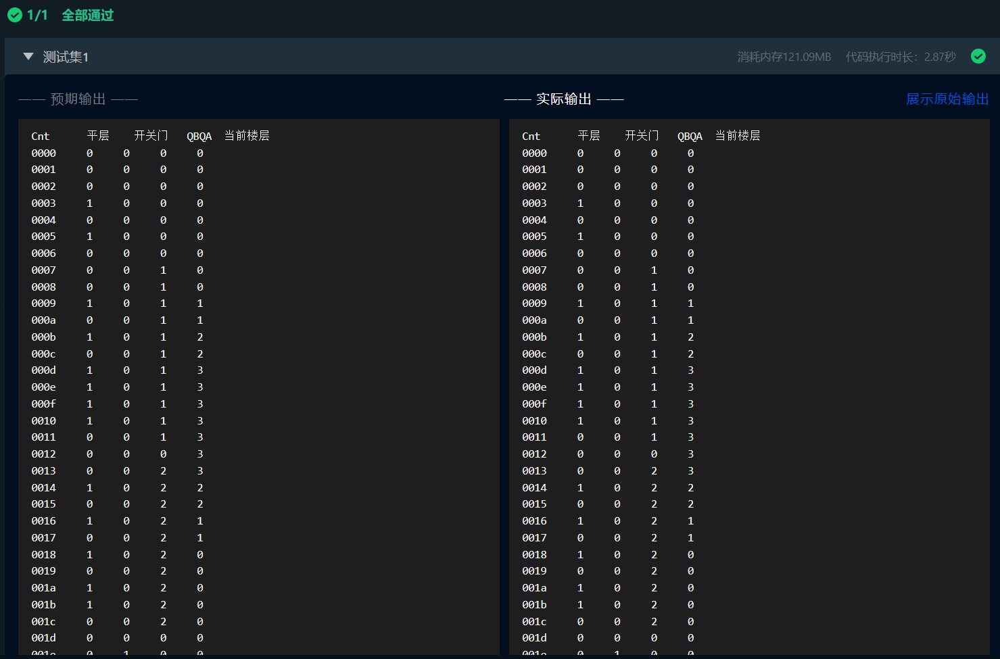 1/1 全部通过
测试集1 消耗内存121.09MB 代码执行时长：2.87秒
—— 预期输出 ——
Cnt 平层 开关门 QBQA 当前楼层
0000 0 0 0 0
0001 0 0 0 0
0002 0 0 0 0
0003 1 0 0 0
0004 0 0 0 0
0005 1 0 0 0
0006 0 0 0 0
0007 0 0 1 0
0008 0 0 1 0
0009 1 0 1 1
000a 0 0 1 1
000b 1 0 1 2
000c 0 0 1 2
000d 1 0 1 3
000e 1 0 1 3
000f 1 0 1 3
0010 1 0 1 3
0011 0 0 1 3
0012 0 0 0 3
0013 0 0 2 3
0014 1 0 2 2
0015 0 0 2 2
0016 1 0 2 1
0017 0 0 2 1
0018 1 0 2 0
0019 0 0 2 0
001a 1 0 2 0
001b 1 0 2 0
001c 0 0 2 0
001d 0 0 0 0
001e 0 1 0 0
—— 实际输出 —— 展示原始输出
Cnt 平层 开关门 QBQA 当前楼层
0000 0 0 0 0
0001 0 0 0 0
0002 0 0 0 0
0003 1 0 0 0
0004 0 0 0 0
0005 1 0 0 0
0006 0 0 0 0
0007 0 0 1 0
0008 0 0 1 0
0009 1 0 1 1
000a 0 0 1 1
000b 1 0 1 2
000c 0 0 1 2
000d 1 0 1 3
000e 1 0 1 3
000f 1 0 1 3
0010 1 0 1 3
0011 0 0 1 3
0012 0 0 0 3
0013 0 0 2 3
0014 1 0 2 2
0015 0 0 2 2
0016 1 0 2 1
0017 0 0 2 1
0018 1 0 2 0
0019 0 0 2 0
001a 1 0 2 0
001b 1 0 2 0
001c 0 0 2 0
001d 0 0 0 0
001e 0 1 0 0